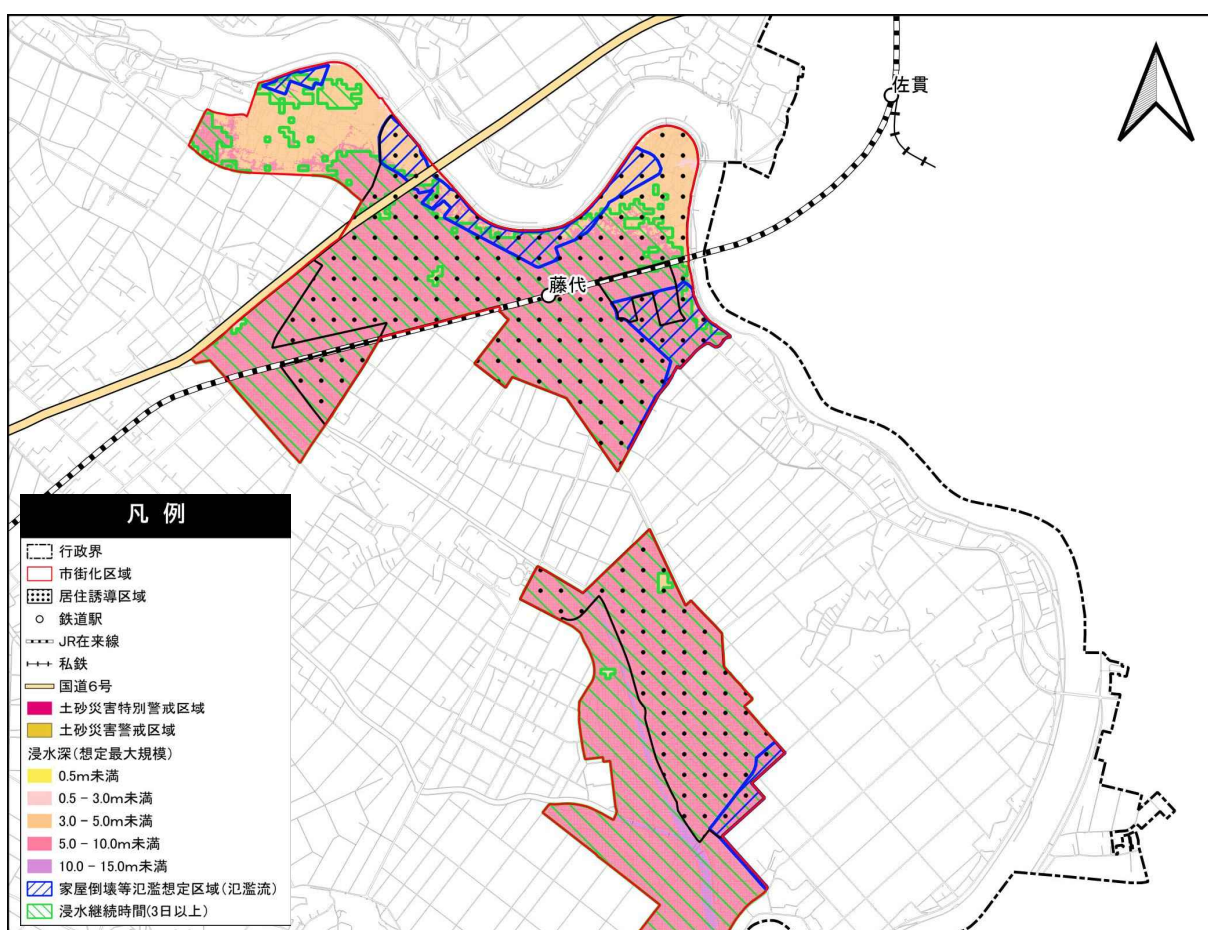 佐貫
藤代
凡 例
行政界
市街化区域
居住誘導区域
鉄道駅
JR在来線
私鉄
国道6号
土砂災害特別警戒区域
土砂災害警戒区域
浸水深(想定最大規模)
0.5m未満
0.5 - 3.0m未満
3.0 - 5.0m未満
5.0 - 10.0m未満
10.0 - 15.0m未満
家屋倒壊等氾濫想定区域(氾濫流)
浸水継続時間(3日以上)